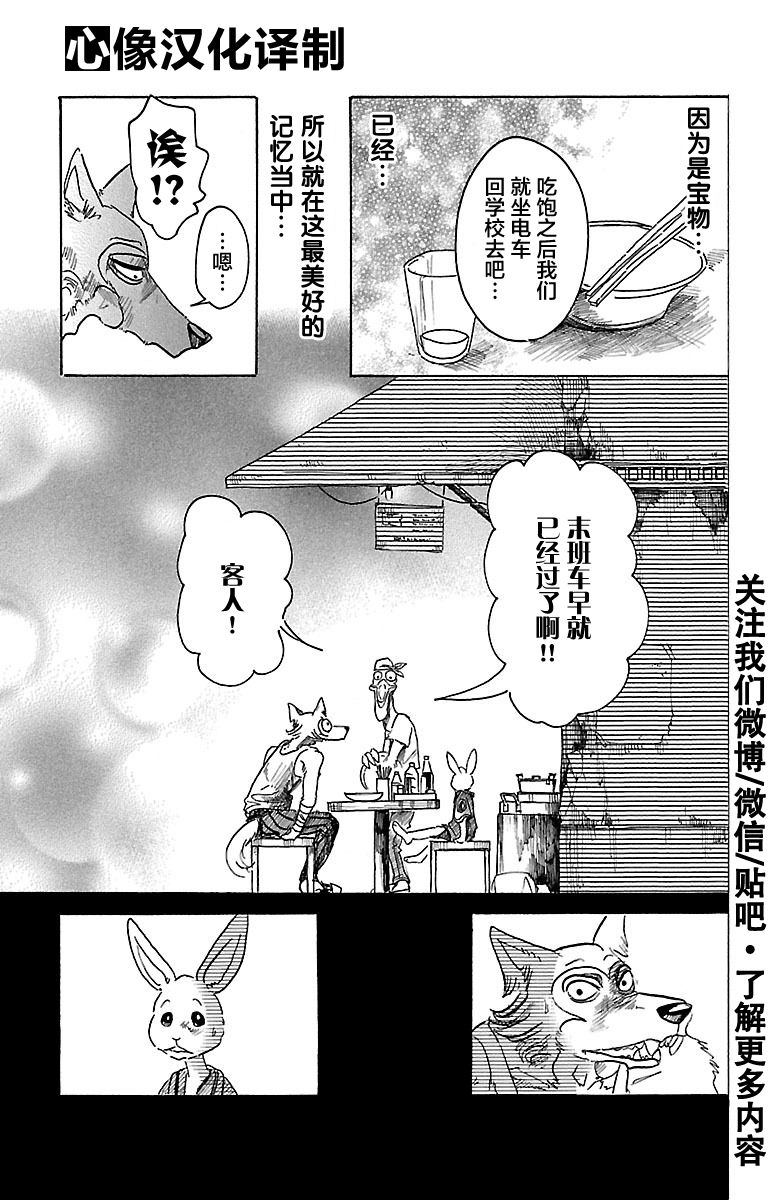 心像汉化译制
因为是宝物…
吃饱之后我们
就坐电车
回学校去吧…
已经…
所以就在这最美好的
记忆当中…
诶!?
…嗯…
末班车早就
已经过了啊!!
客人!
关注我们微博/微信/贴吧·了解更多内容